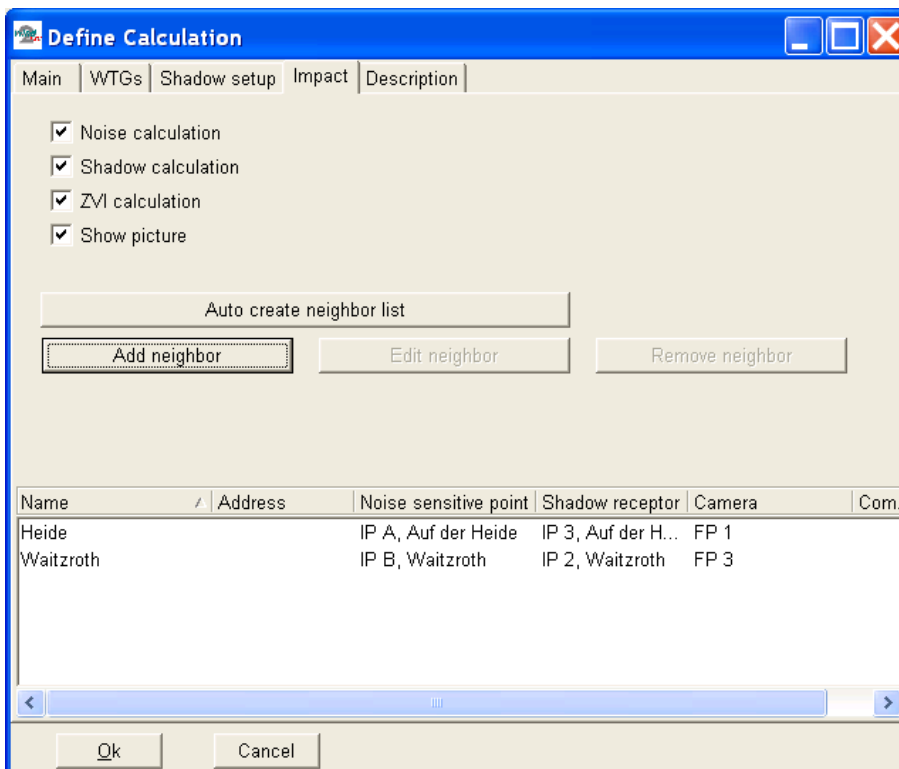 Define Calculation
Main WTGs Shadow setup Impact Description
Noise calculation
Shadow calculation
ZVI calculation
Show picture
Auto create neighbor list
Add neighbor Edit neighbor Remove neighbor
Name Address Noise sensitive point Shadow receptor Camera Com.
Heide IP A, Auf der Heide IP 3, Auf der H... FP 1
Waitzroth IP B, Waitzroth IP 2, Waitzroth FP 3
Ok Cancel